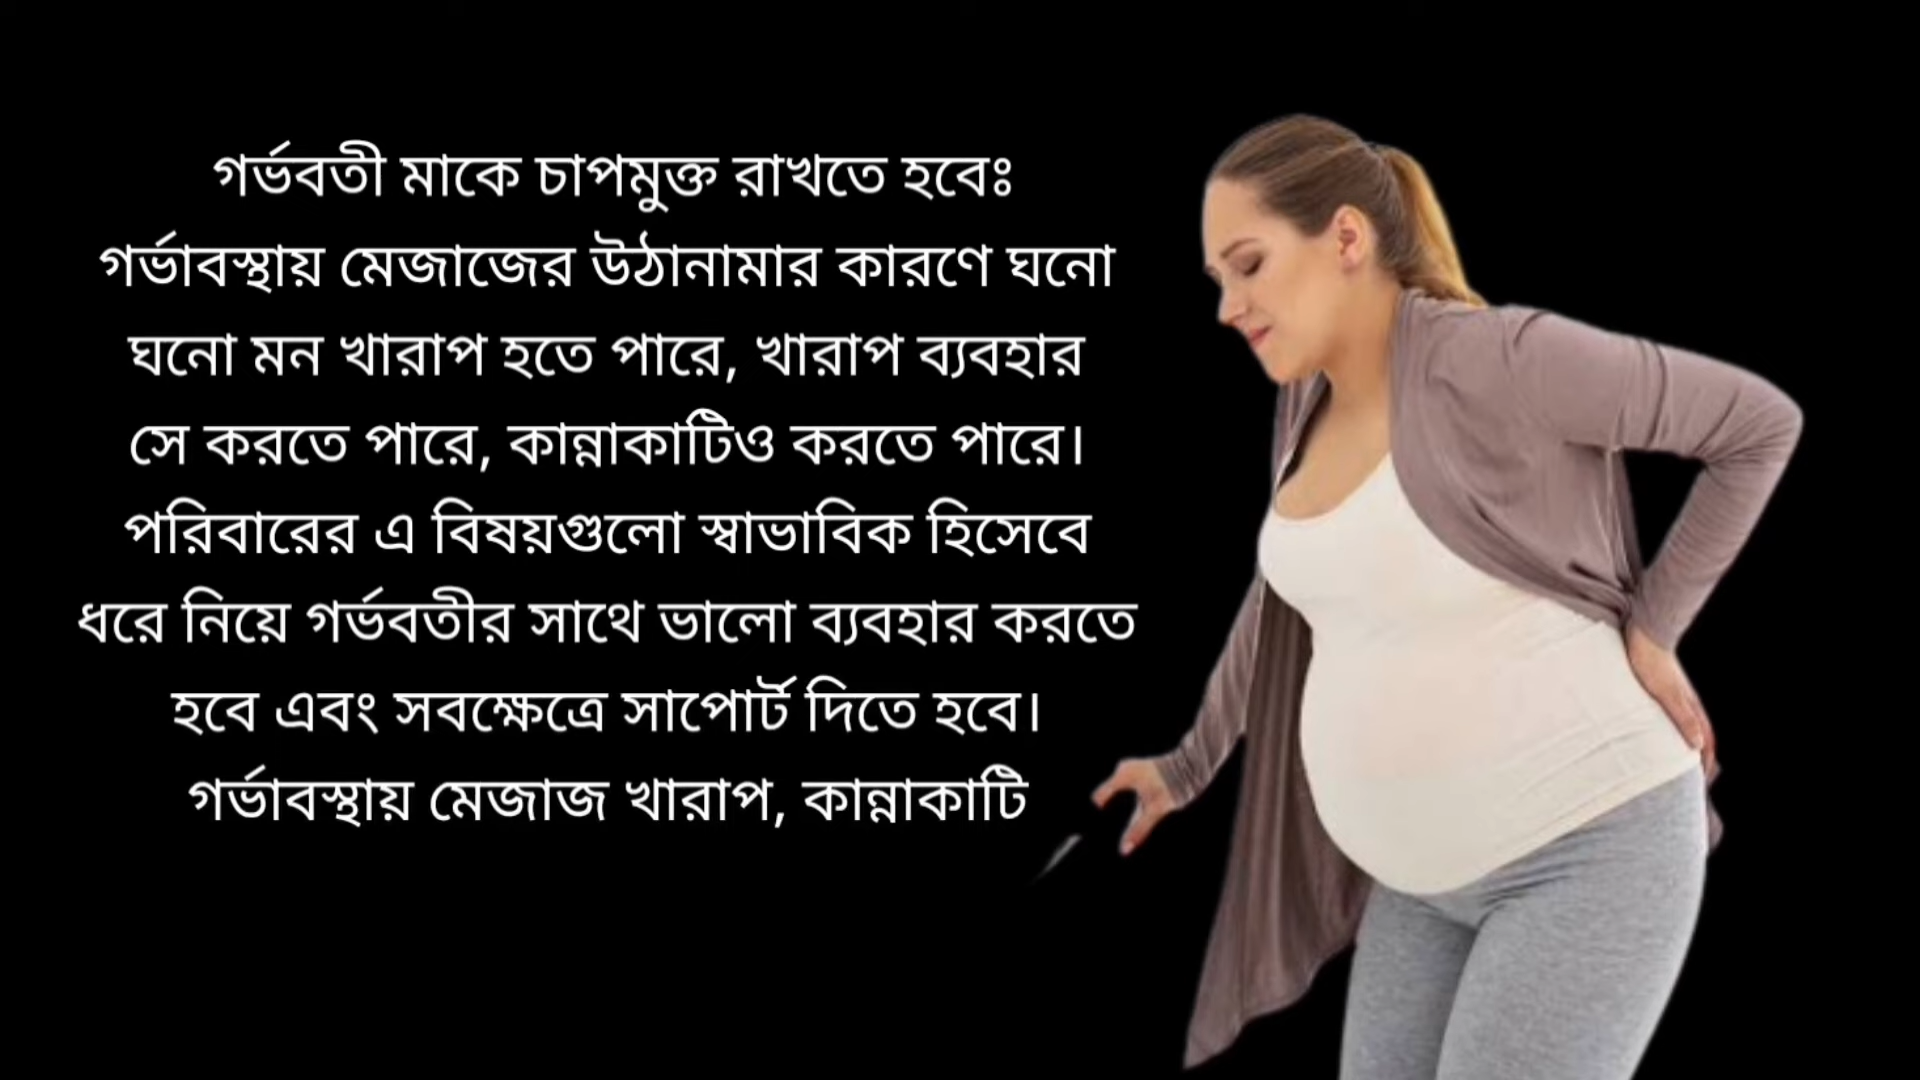 গর্ভবতী মাকে চাপমুক্ত রাখতে হবেঃ
গর্ভাবস্থায় মেজাজের উঠানামার কারণে ঘনো
ঘনো মন খারাপ হতে পারে, খারাপ ব্যবহার
সে করতে পারে, কান্নাকাটিও করতে পারে।
পরিবারের এ বিষয়গুলো স্বাভাবিক হিসেবে
ধরে নিয়ে গর্ভবতীর সাথে ভালো ব্যবহার করতে
হবে এবং সবক্ষেত্রে সাপোর্ট দিতে হবে।
গর্ভাবস্থায় মেজাজ খারাপ, কান্নাকাটি